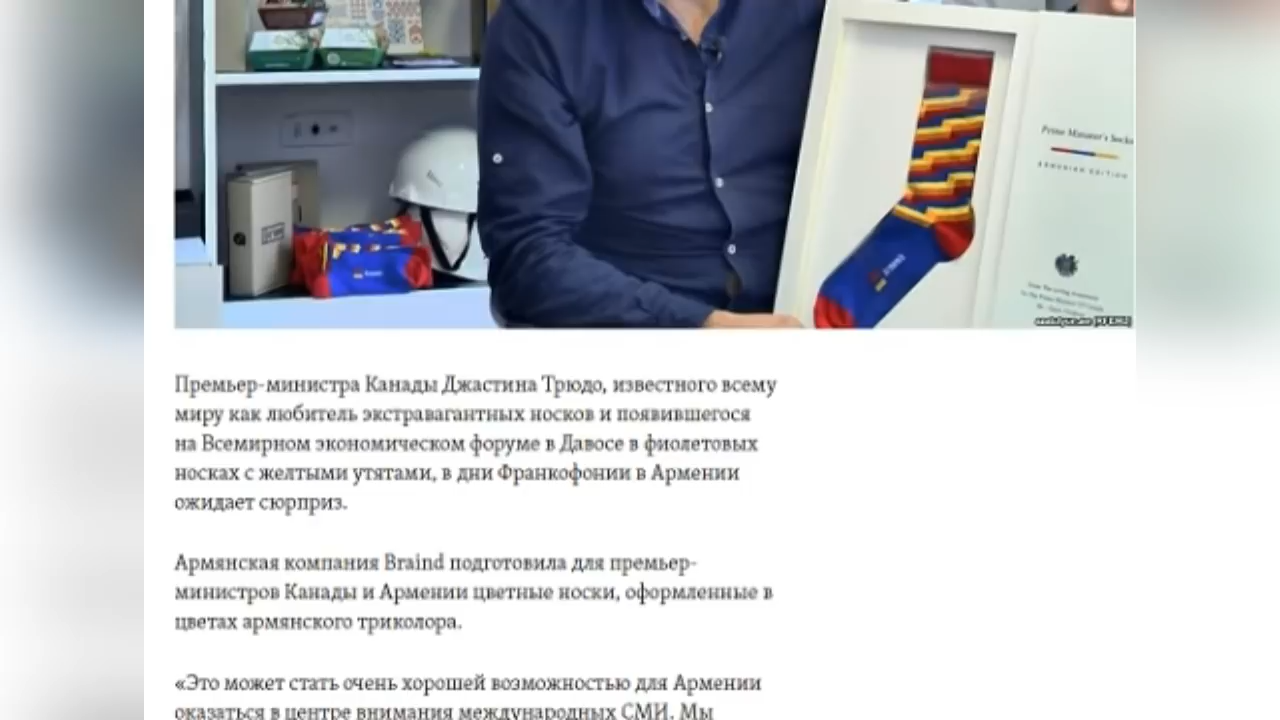 Prime Minister's Socks
ARMENIAN EDITION
Премьер-министра Канады Джастина Трюдо, известного всему
миру как любитель экстравагантных носков и появившегося
на Всемирном экономическом форуме в Давосе в фиолетовых
носках с желтыми утятами, в дни Франкофонии в Армении
ожидает сюрприз.
Армянская компания Braind подготовила для премьер-
министров Канады и Армении цветные носки, оформленные в
цветах армянского триколора.
«Это может стать очень хорошей возможностью для Армении
оказаться в центре внимания международных СМИ. Мы